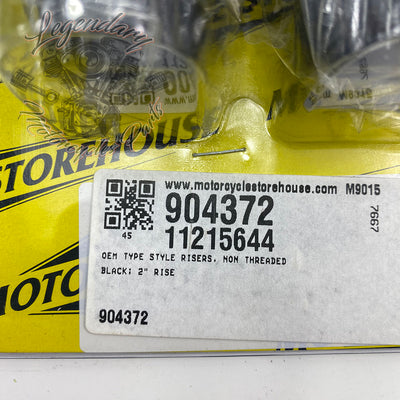 Legendary
Parts
STOREHOUSE
www.motorcyclestorehouse.com M9015
904372
7667
45
11215644
OEM TYPE STYLE RISERS, NON THREADED
BLACK; 2" RISE
904372
MOTO